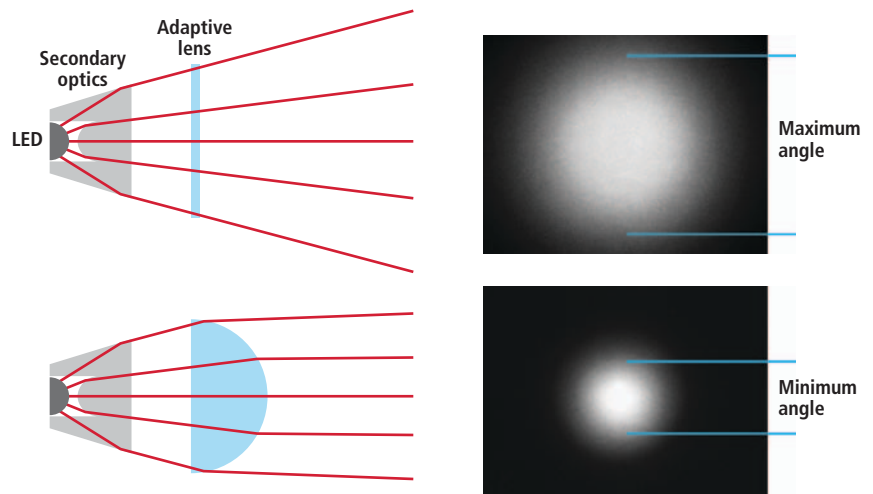 Adaptive
lens
Secondary
optics
LED
Maximum
angle
Minimum
angle